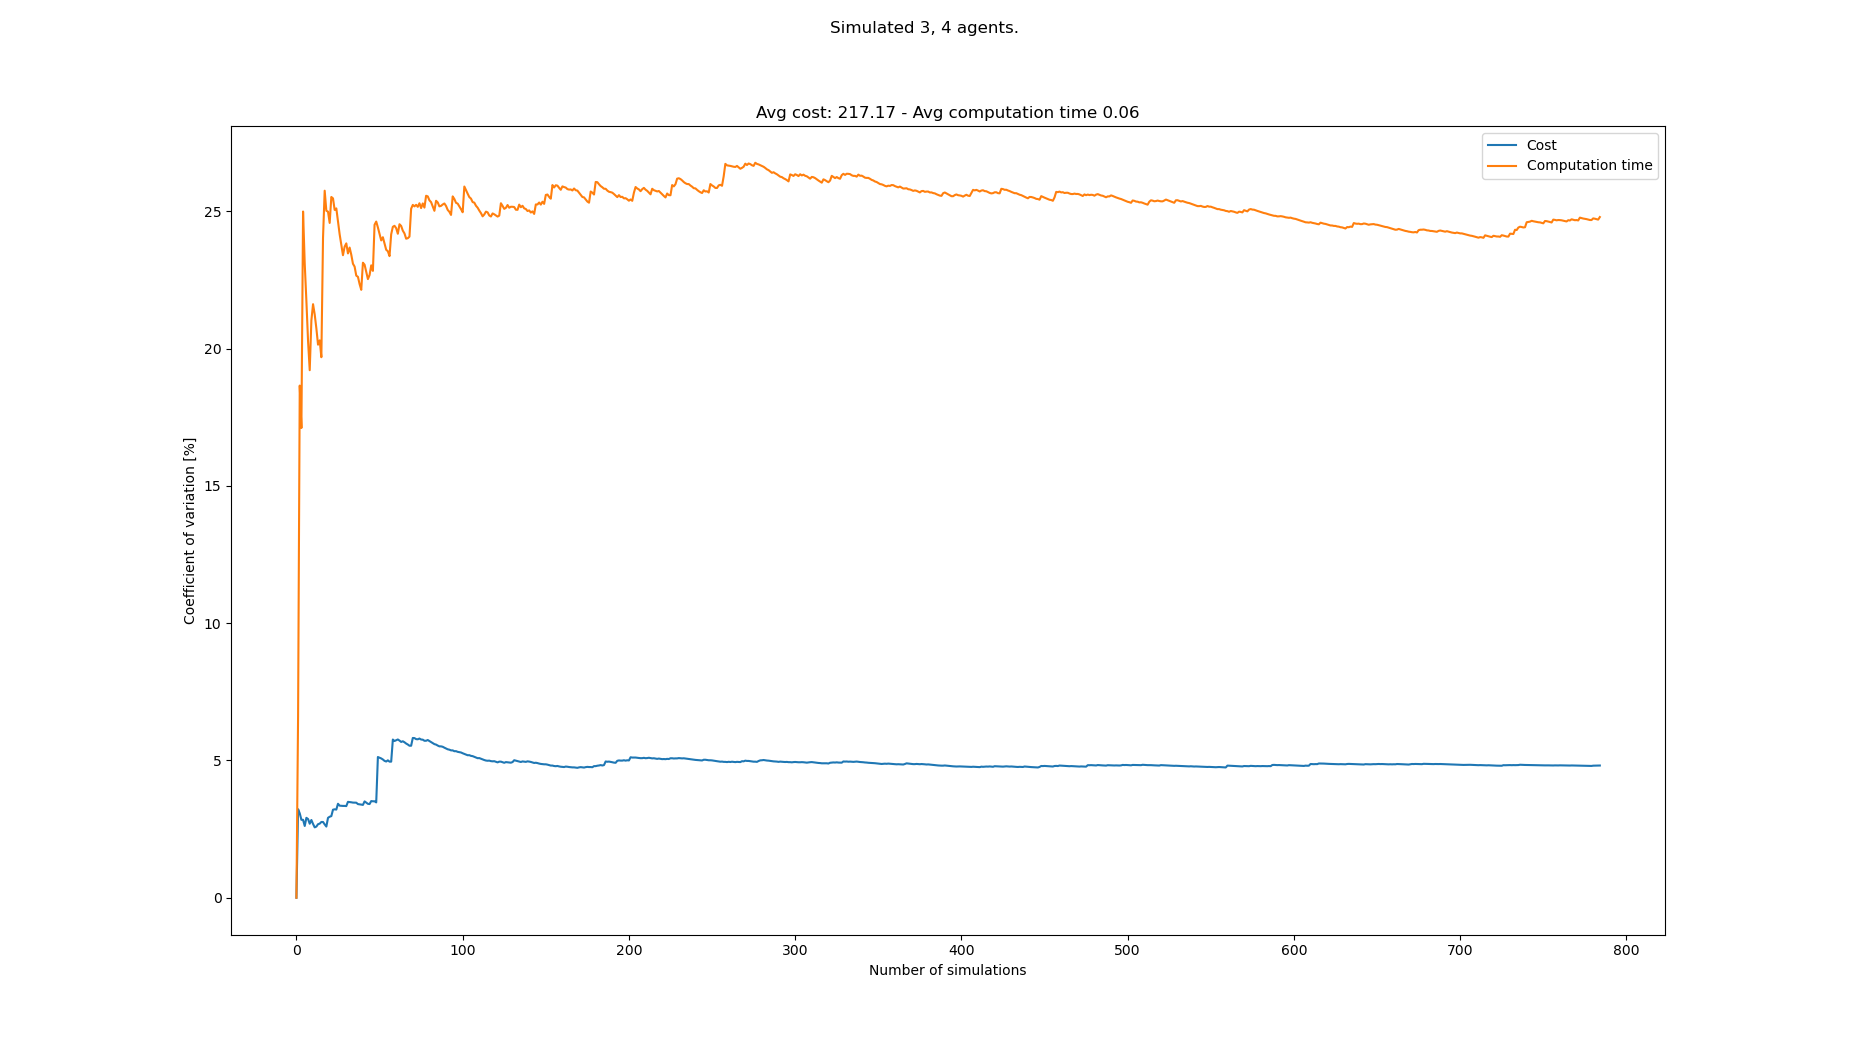 Simulated 3, 4 agents.
Avg cost: 217.17 - Avg computation time 0.06
Cost
Computation time
25
20
15
10
5
0
Coefficient of variation [%]
0 100 200 300 400 500 600 700 800
Number of simulations